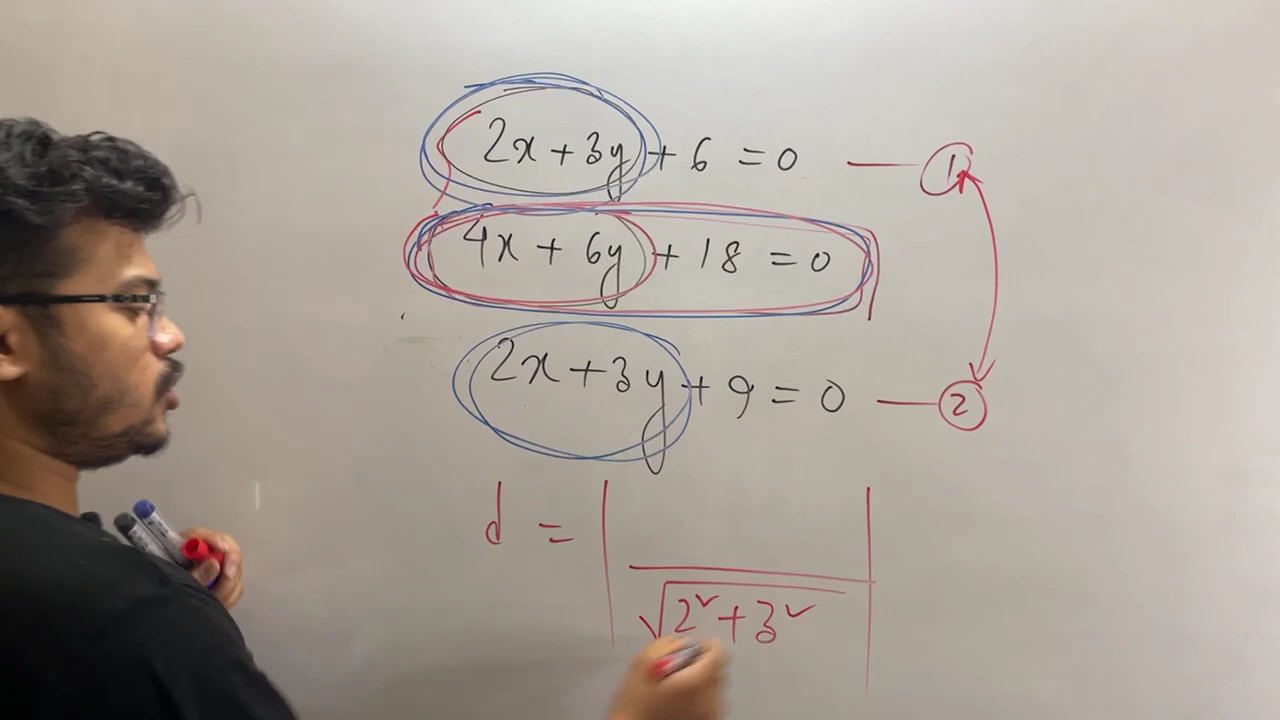 2x + 3y + 6 = 0 — 1
4x + 6y + 18 = 0
2x + 3y + 9 = 0 — 2
d = | / √2² + 3² |